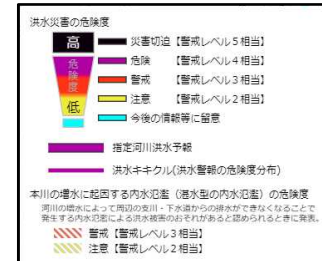 洪水災害の危険度
高
危険度
低
災害切迫【警戒レベル5相当】
危険 【警戒レベル4相当】
警戒 【警戒レベル3相当】
注意 【警戒レベル2相当】
今後の情報等に留意
指定河川洪水予報
洪水キキクル(洪水警報の危険度分布)
本川の増水に起因する内水氾濫（湛水型の内水氾濫）の危険度
河川の増水によって周辺の支川・下水道からの排水ができなくなることで
発生する内水氾濫による洪水被害のおそれがあると認められるときに発表。
警戒【警戒レベル3相当】
注意【警戒レベル2相当】